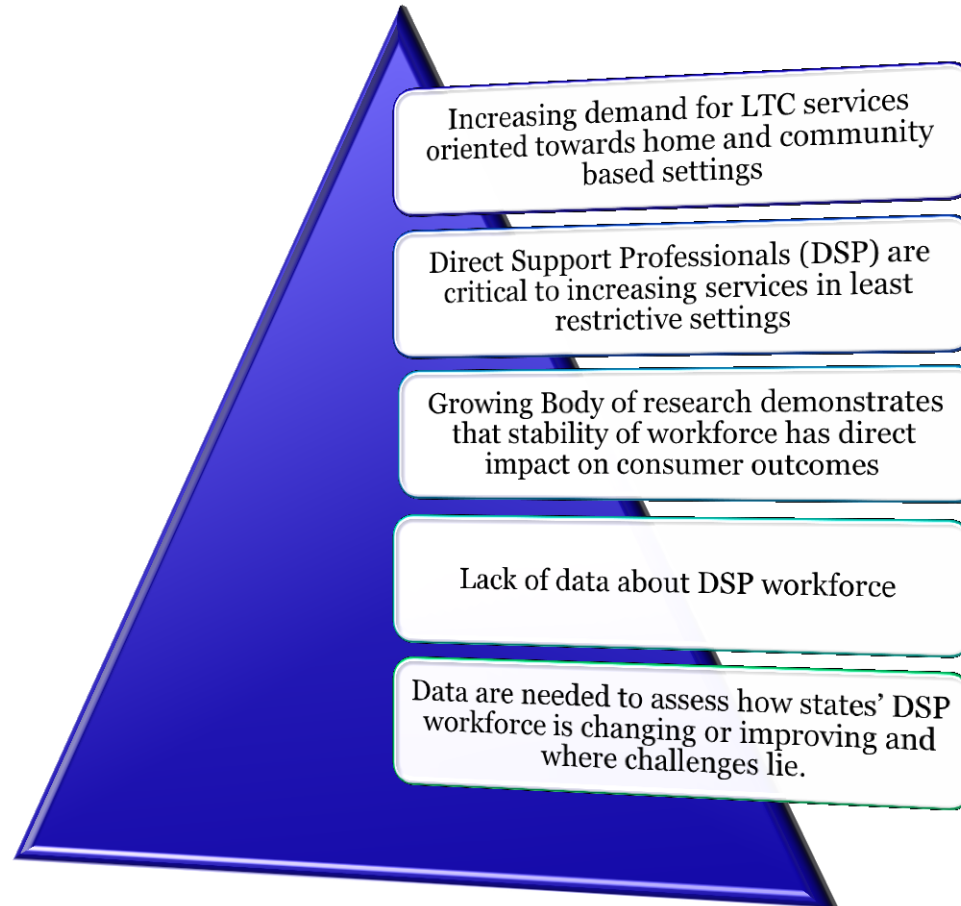 Increasing demand for LTC services
oriented towards home and community
based settings
Direct Support Professionals (DSP) are
critical to increasing services in least
restrictive settings
Growing Body of research demonstrates
that stability of workforce has direct
impact on consumer outcomes
Lack of data about DSP workforce
Data are needed to assess how states’ DSP
workforce is changing or improving and
where challenges lie.